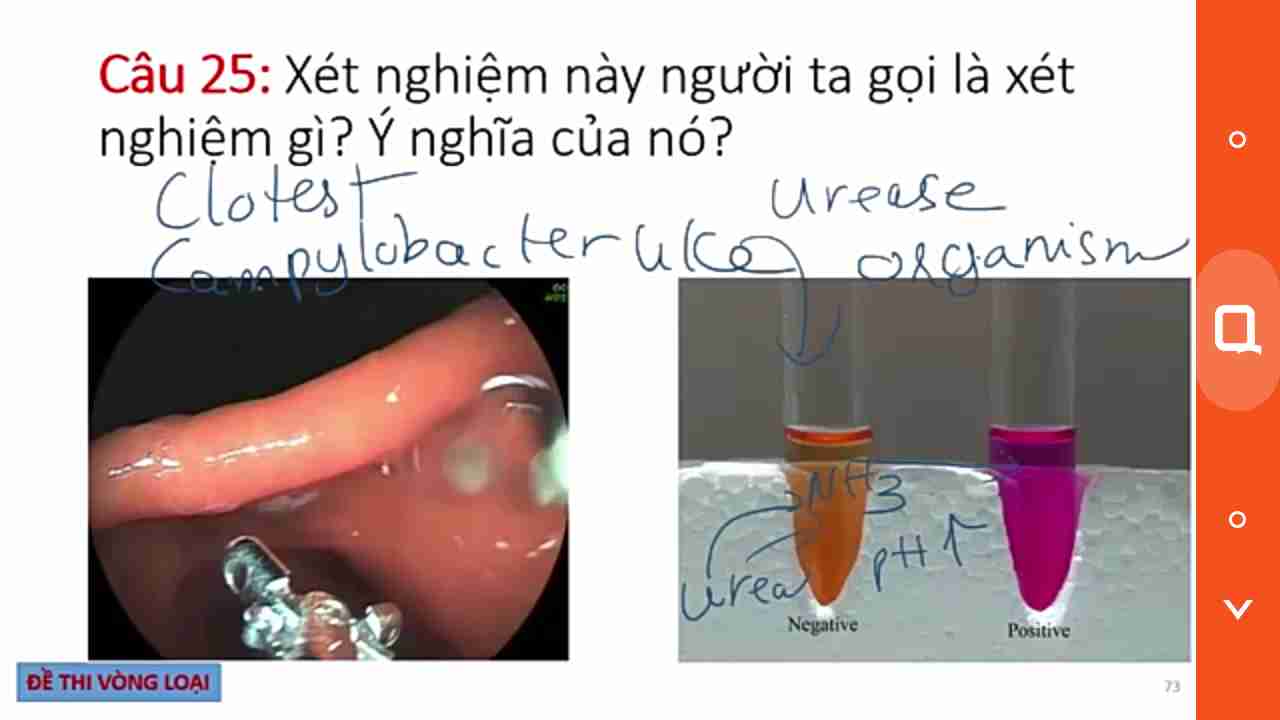 Câu 25: Xét nghiệm này người ta gọi là xét
nghiệm gì? Ý nghĩa của nó?
Clotest
urease
Campylobacter
organism
NH3
urea
pH ↑
Negative
Positive
ĐỀ THI VÒNG LOẠI
73